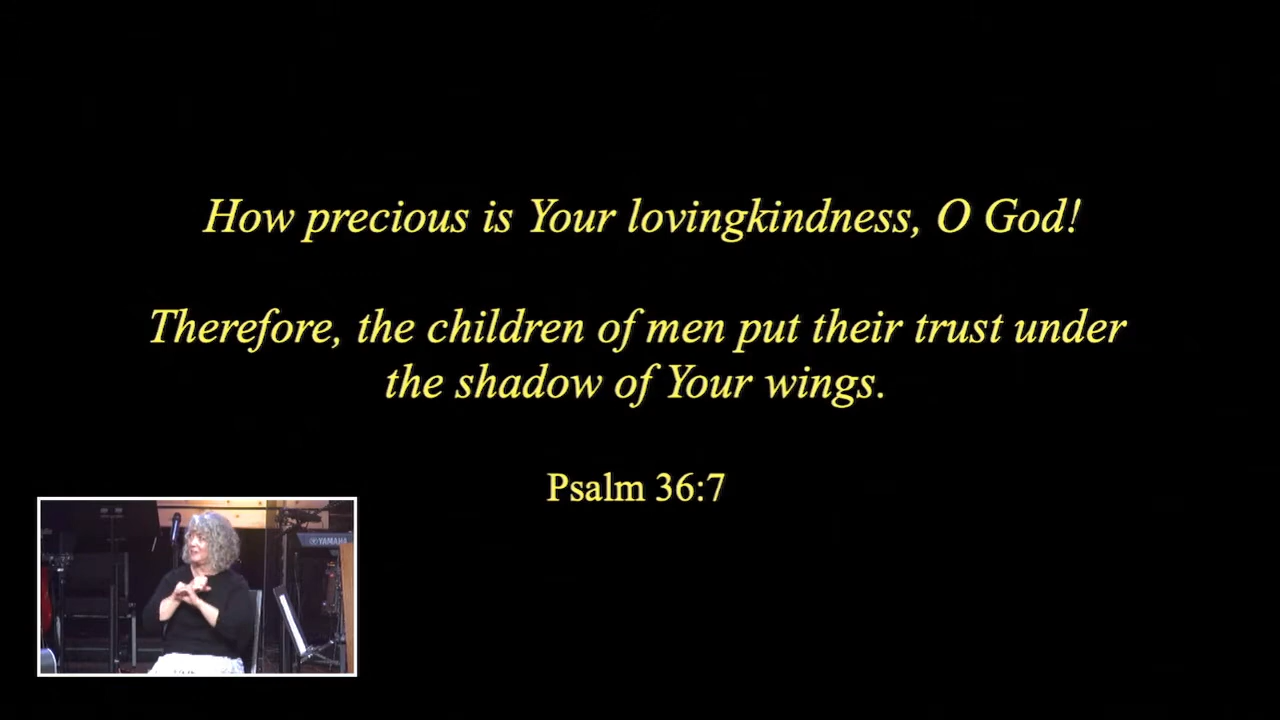 How precious is Your lovingkindness, O God!
Therefore, the children of men put their trust under
the shadow of Your wings.
Psalm 36:7
YAMAHA